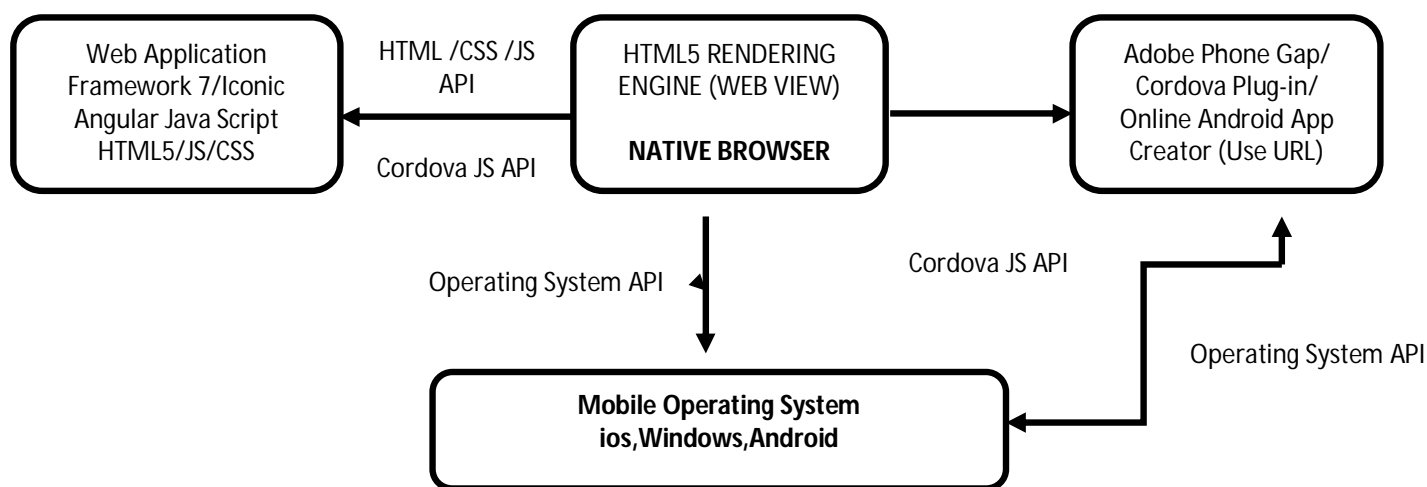 Web Application
Framework 7/Iconic
Angular Java Script
HTML5/JS/CSS
HTML /CSS /JS
API
Cordova JS API
HTML5 RENDERING
ENGINE (WEB VIEW)
NATIVE BROWSER
Adobe Phone Gap/
Cordova Plug-in/
Online Android App
Creator (Use URL)
Operating System API
Cordova JS API
Operating System API
Mobile Operating System
ios,Windows,Android